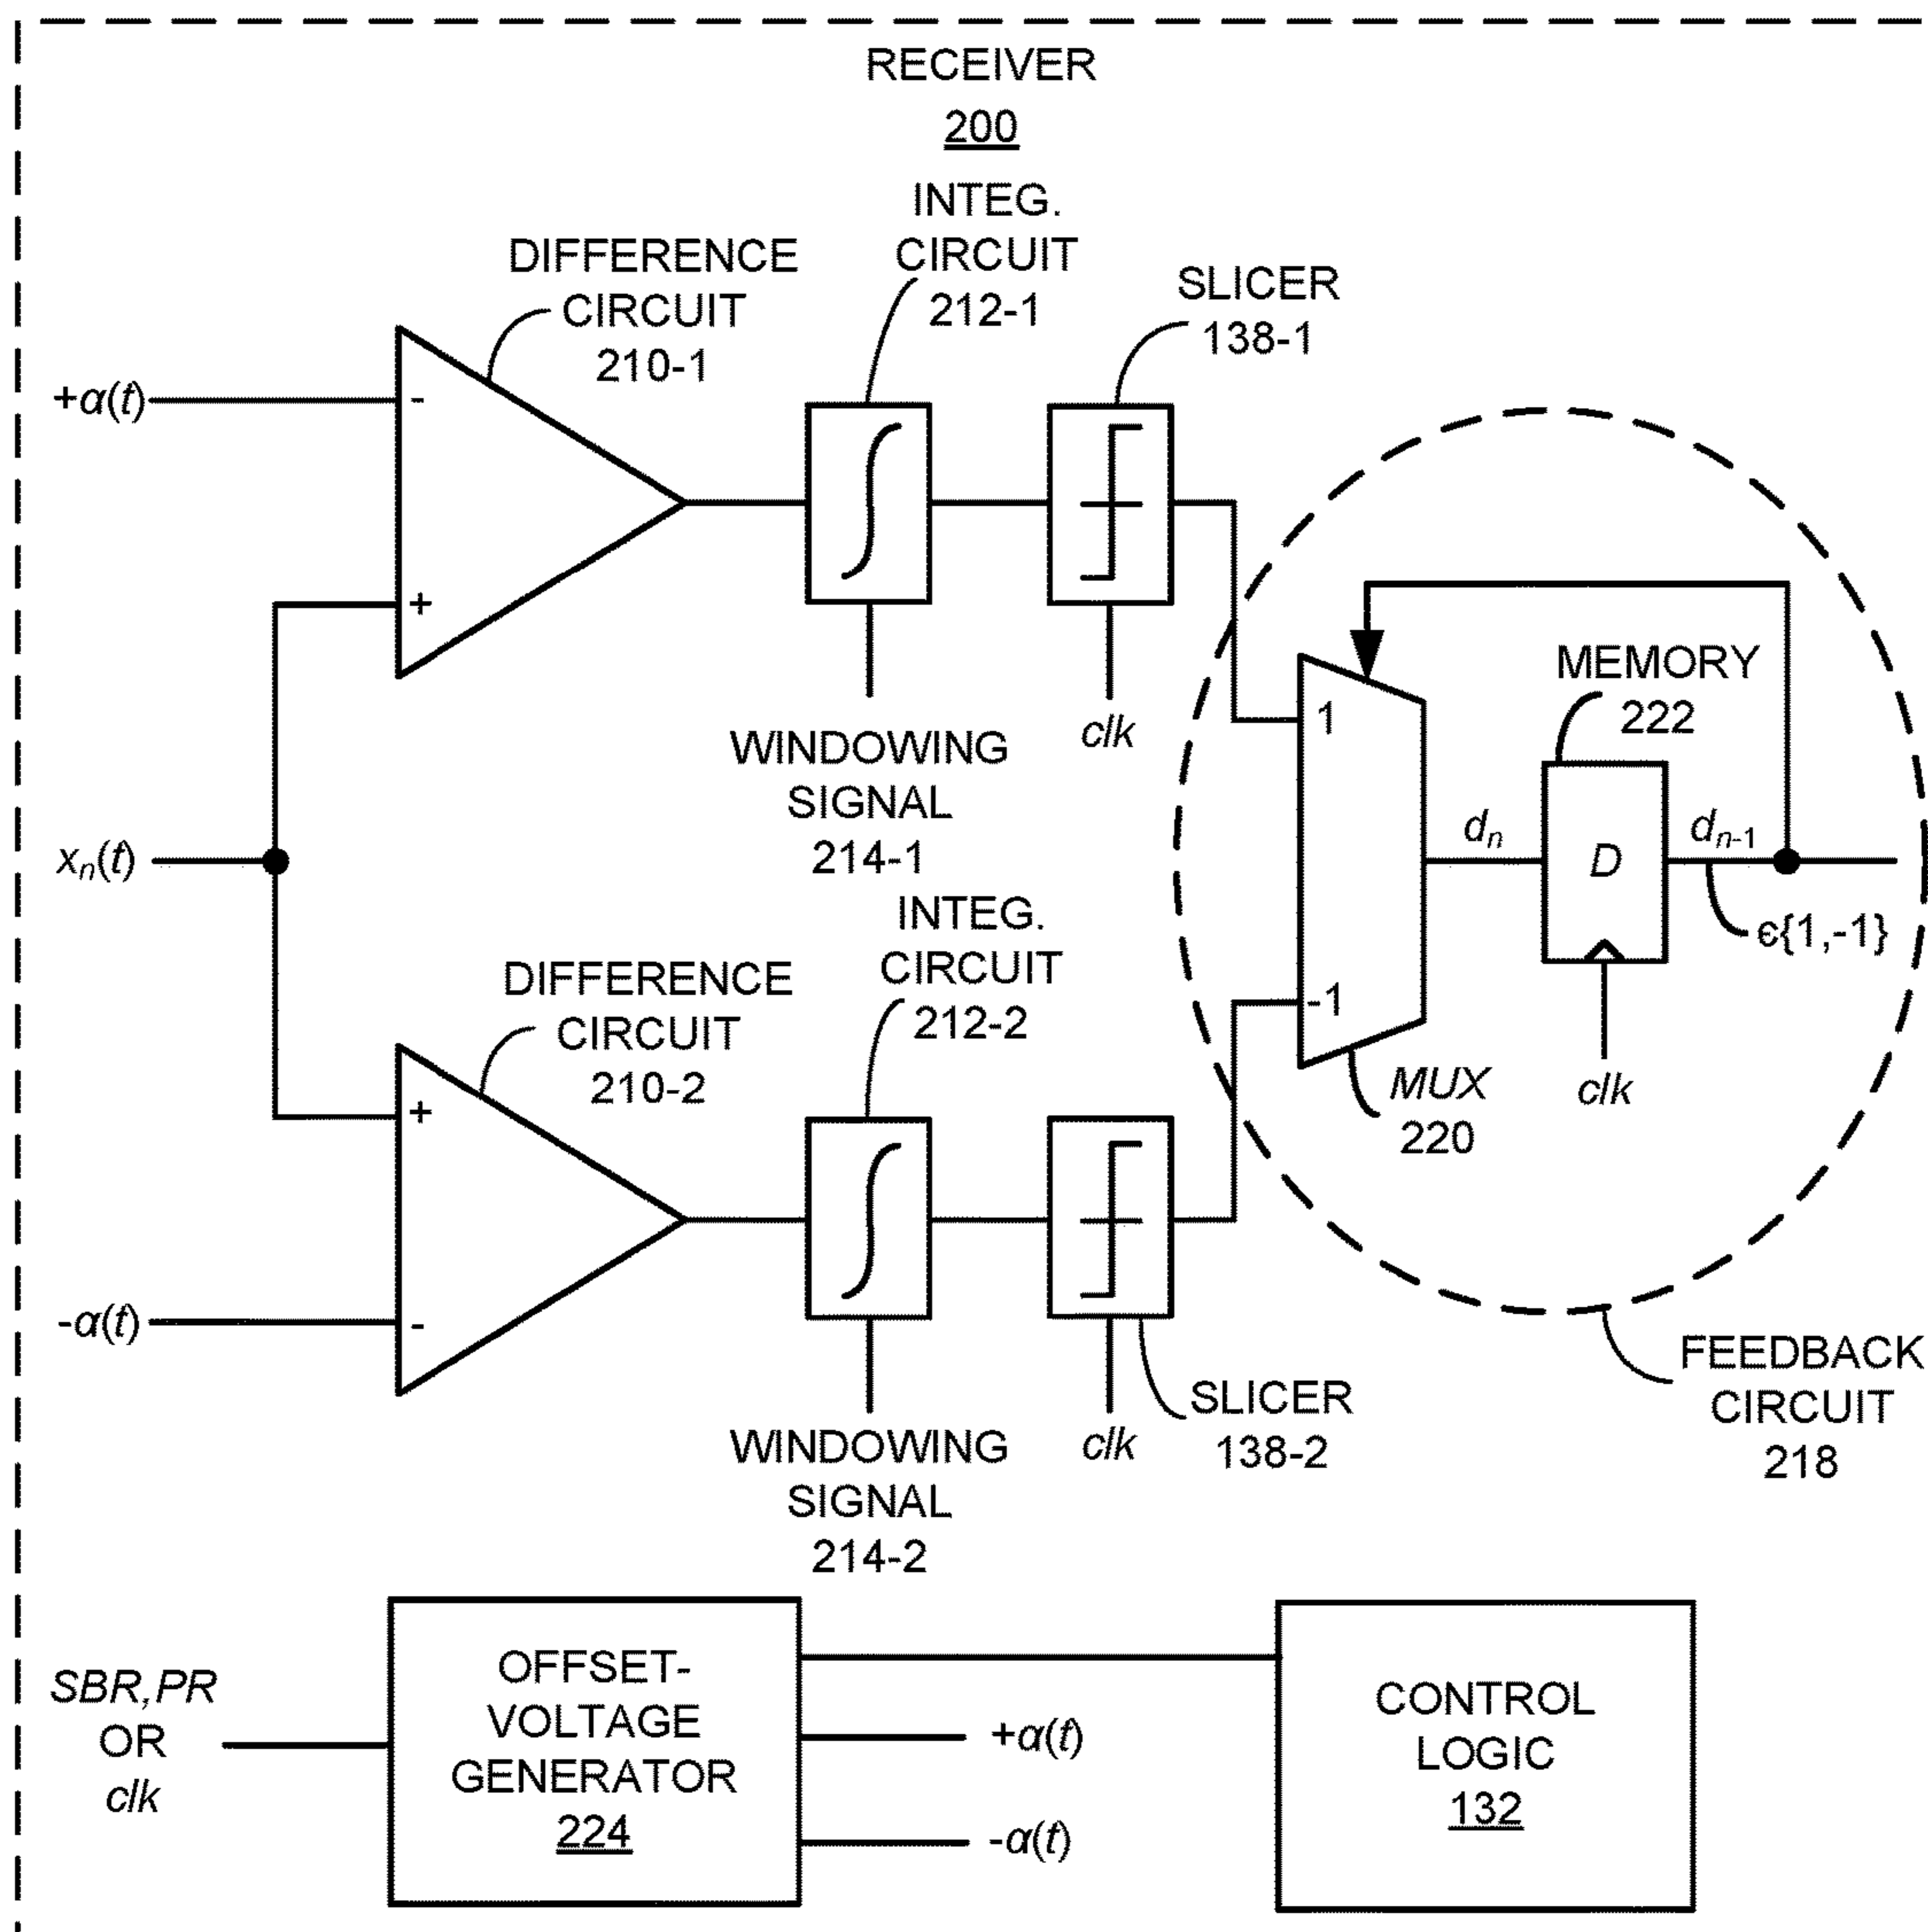 RECEIVER
200
INTEG.
CIRCUIT
212-1
DIFFERENCE
CIRCUIT
210-1
SLICER
138-1
+α(t)
-
+
WINDOWING
SIGNAL
214-1
clk
1
MEMORY
222
xn(t)
dn
D
dn-1
ϵ{1,-1}
INTEG.
CIRCUIT
212-2
DIFFERENCE
CIRCUIT
210-2
-1
clk
MUX
220
+
-α(t)
-
WINDOWING
SIGNAL
214-2
clk
SLICER
138-2
FEEDBACK
CIRCUIT
218
SBR,PR
OR
clk
OFFSET-
VOLTAGE
GENERATOR
224
+α(t)
-α(t)
CONTROL
LOGIC
132